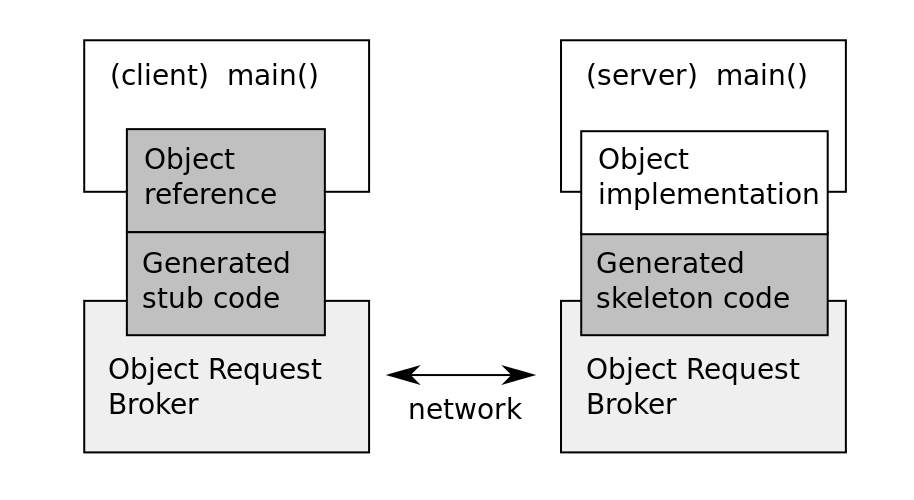 (client)  main()
Object
reference
Generated
stub code
Object Request
Broker
network
(server)  main()
Object
implementation
Generated
skeleton code
Object Request
Broker